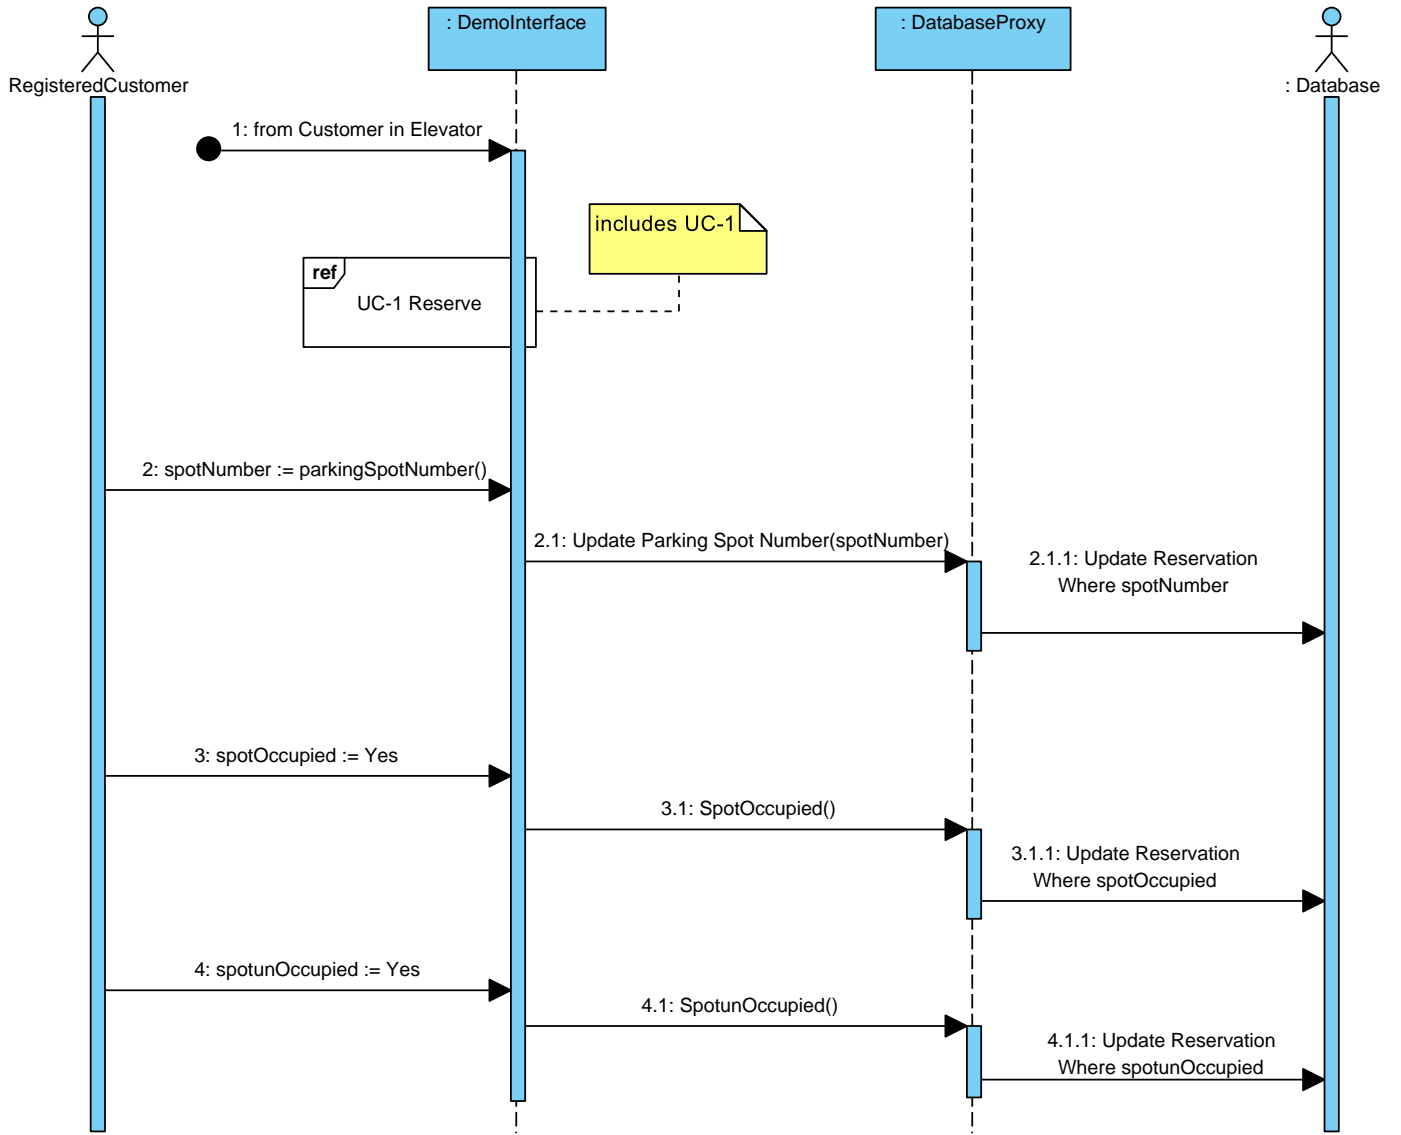 : DemoInterface
: DatabaseProxy
RegisteredCustomer
: Database
1: from Customer in Elevator
includes UC-1
ref
UC-1 Reserve
2: spotNumber := parkingSpotNumber()
2.1: Update Parking Spot Number(spotNumber)
2.1.1: Update Reservation
Where spotNumber
3: spotOccupied := Yes
3.1: SpotOccupied()
3.1.1: Update Reservation
Where spotOccupied
4: spotunOccupied := Yes
4.1: SpotunOccupied()
4.1.1: Update Reservation
Where spotunOccupied